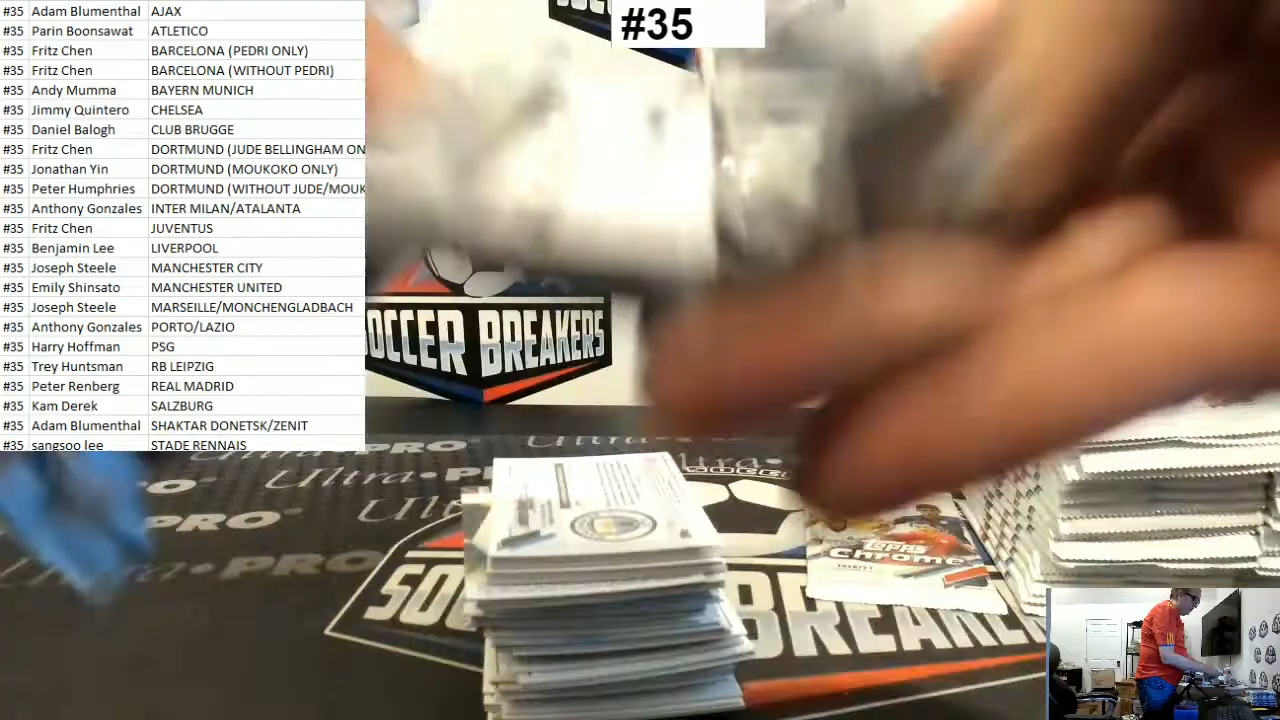 #35 Adam Blumenthal AJAX
#35 Parin Boonsawat ATLETICO
#35 Fritz Chen BARCELONA (PEDRI ONLY)
#35 Fritz Chen BARCELONA (WITHOUT PEDRI)
#35 Andy Mumma BAYERN MUNICH
#35 Jimmy Quintero CHELSEA
#35 Daniel Balogh CLUB BRUGGE
#35 Fritz Chen DORTMUND (JUDE BELLINGHAM ON
#35 Jonathan Yin DORTMUND (MOUKOKO ONLY)
#35 Peter Humphries DORTMUND (WITHOUT JUDE/MOUK
#35 Anthony Gonzales INTER MILAN/ATALANTA
#35 Fritz Chen JUVENTUS
#35 Benjamin Lee LIVERPOOL
#35 Joseph Steele MANCHESTER CITY
#35 Emily Shinsato MANCHESTER UNITED
#35 Joseph Steele MARSEILLE/MONCHENGLADBACH
#35 Anthony Gonzales PORTO/LAZIO
#35 Harry Hoffman PSG
#35 Trey Huntsman RB LEIPZIG
#35 Peter Renberg REAL MADRID
#35 Kam Derek SALZBURG
#35 Adam Blumenthal SHAKTAR DONETSK/ZENIT
#35 sangsoo lee STADE RENNAIS
#35
OCCER BREAKERS
Ultra PRO
Topps
Chrome
SOC
BREAKER